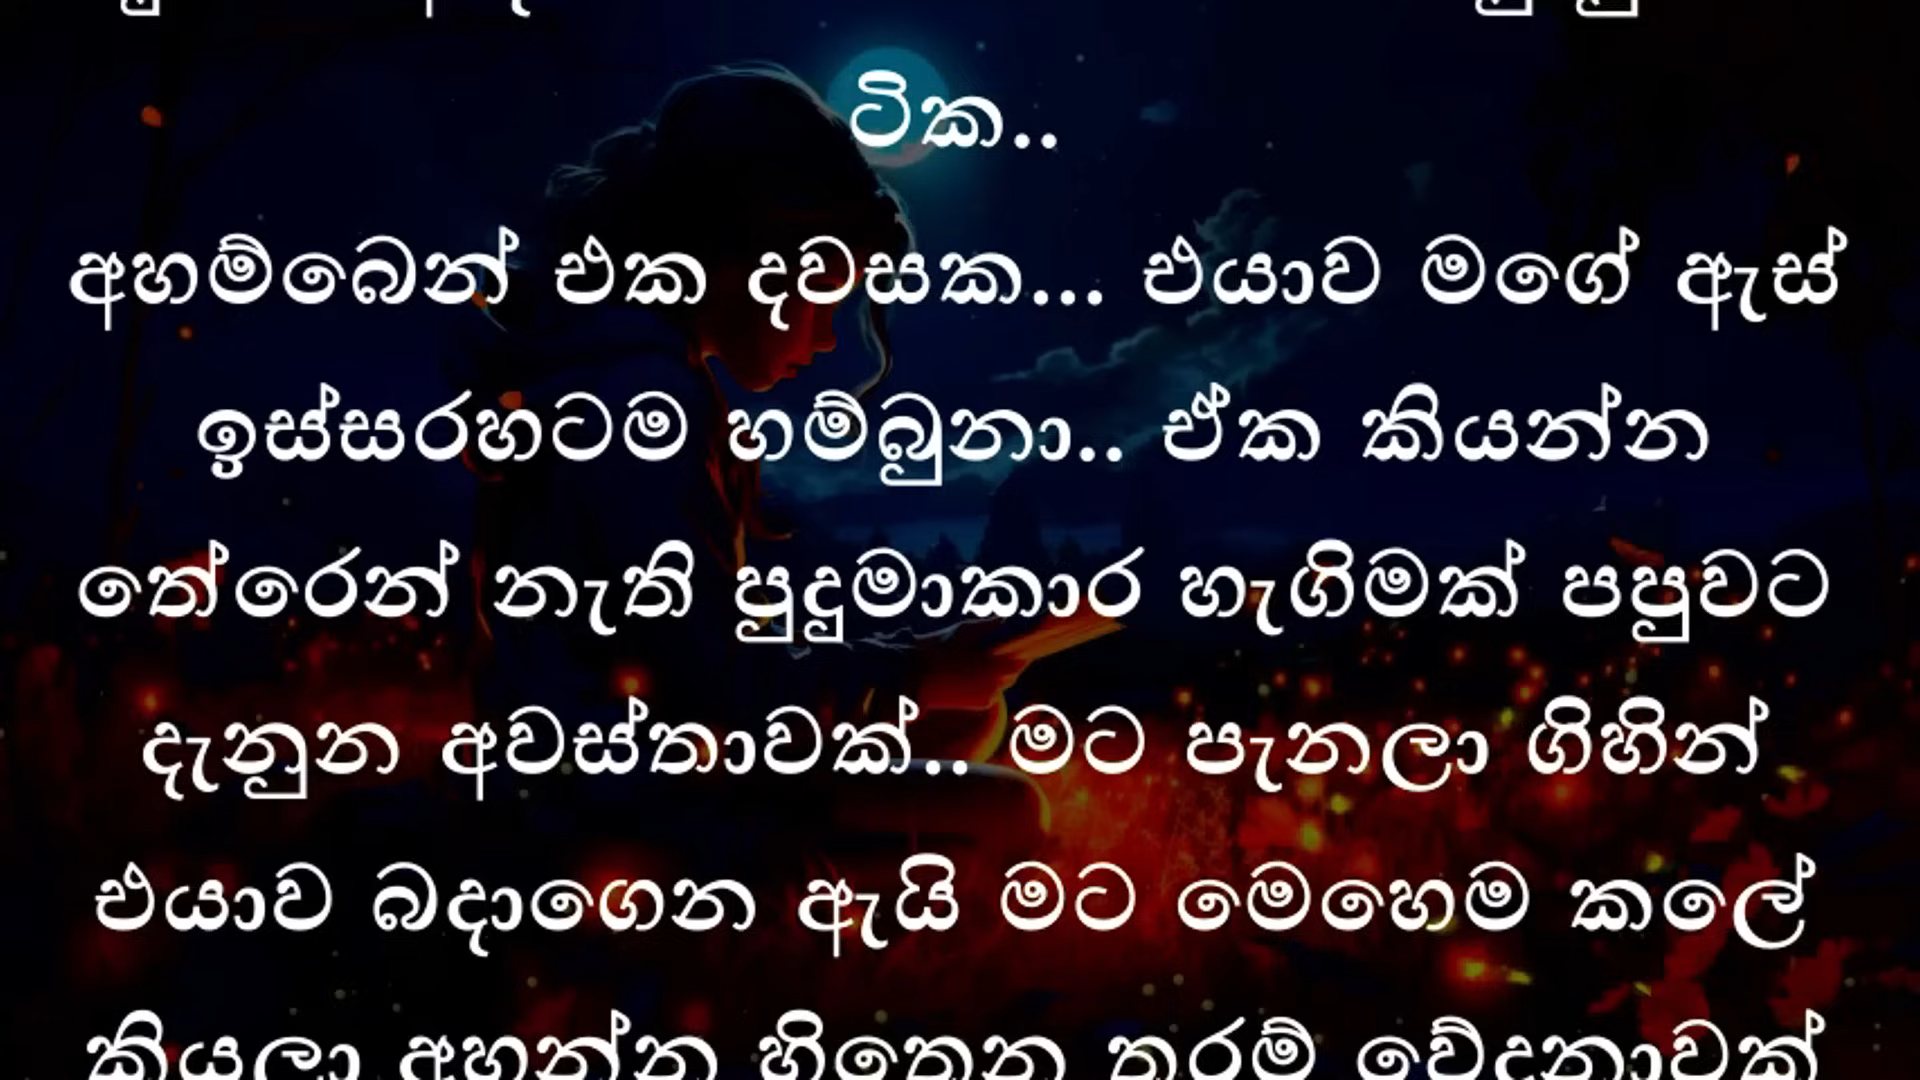 ටික..
අහම්බෙන් එක දවසක... එයාව මගේ ඇස්
ඉස්සරහටම හම්බුනා.. ඒක කියන්න
තේරෙන් නැති පුදුමාකාර හැගිමක් පපුවට
දැනුන අවස්තාවක්.. මට පැනලා ගිහින්
එයාව බදාගෙන ඇයි මට මෙහෙම කලේ
කියලා අහන්න හිතෙන තරම් වේදනාවක්